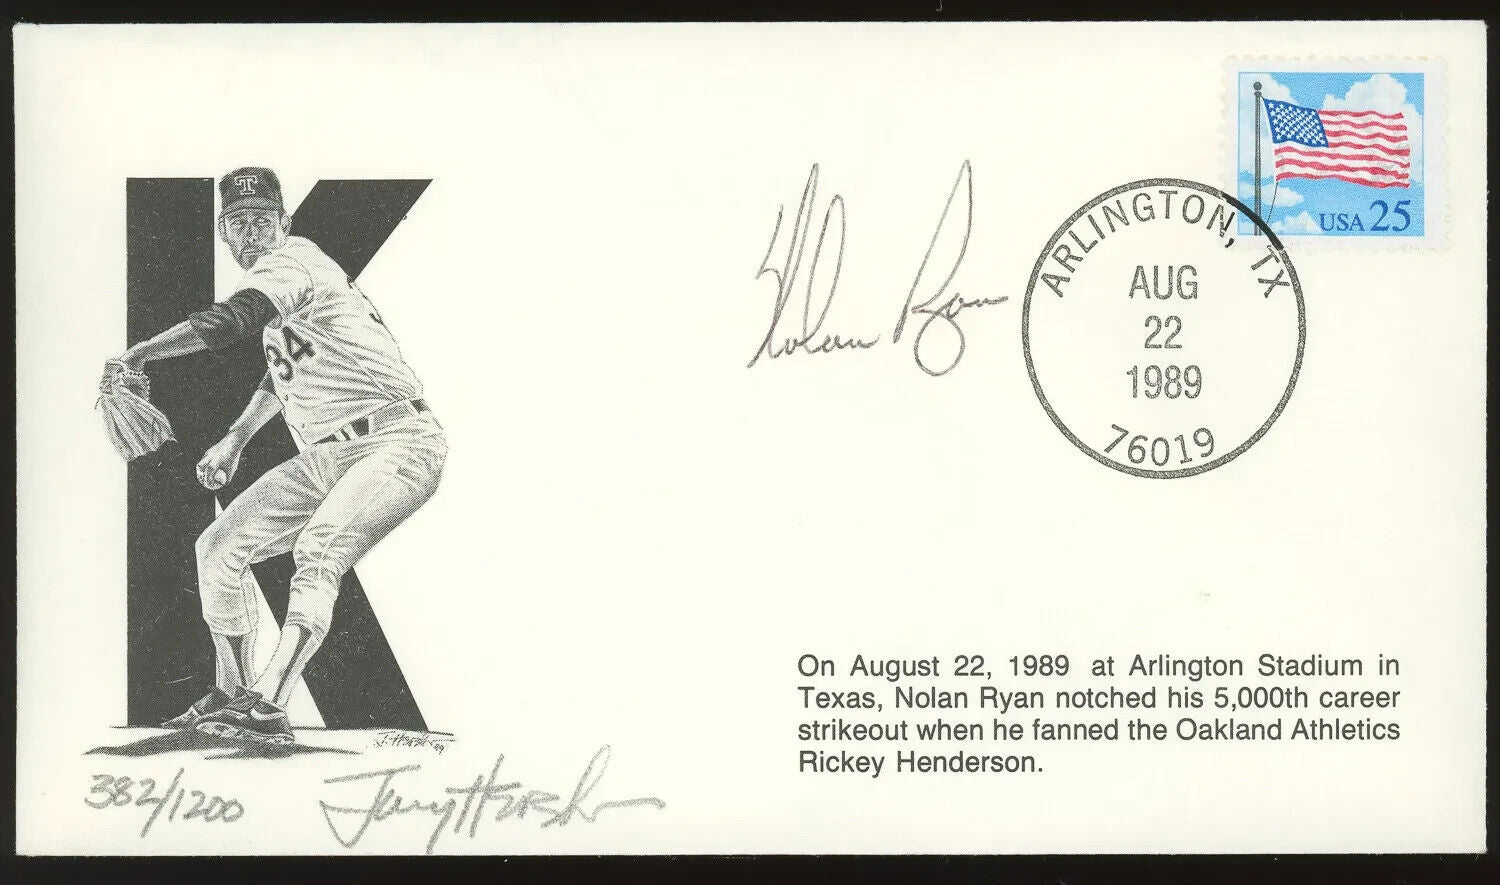 USA 25
ARLINGTON, TX
AUG
22
1989
76019
Nolan Ryan
T
34
K
On August 22, 1989 at Arlington Stadium in
Texas, Nolan Ryan notched his 5,000th career
strikeout when he fanned the Oakland Athletics
Rickey Henderson.
382/1200